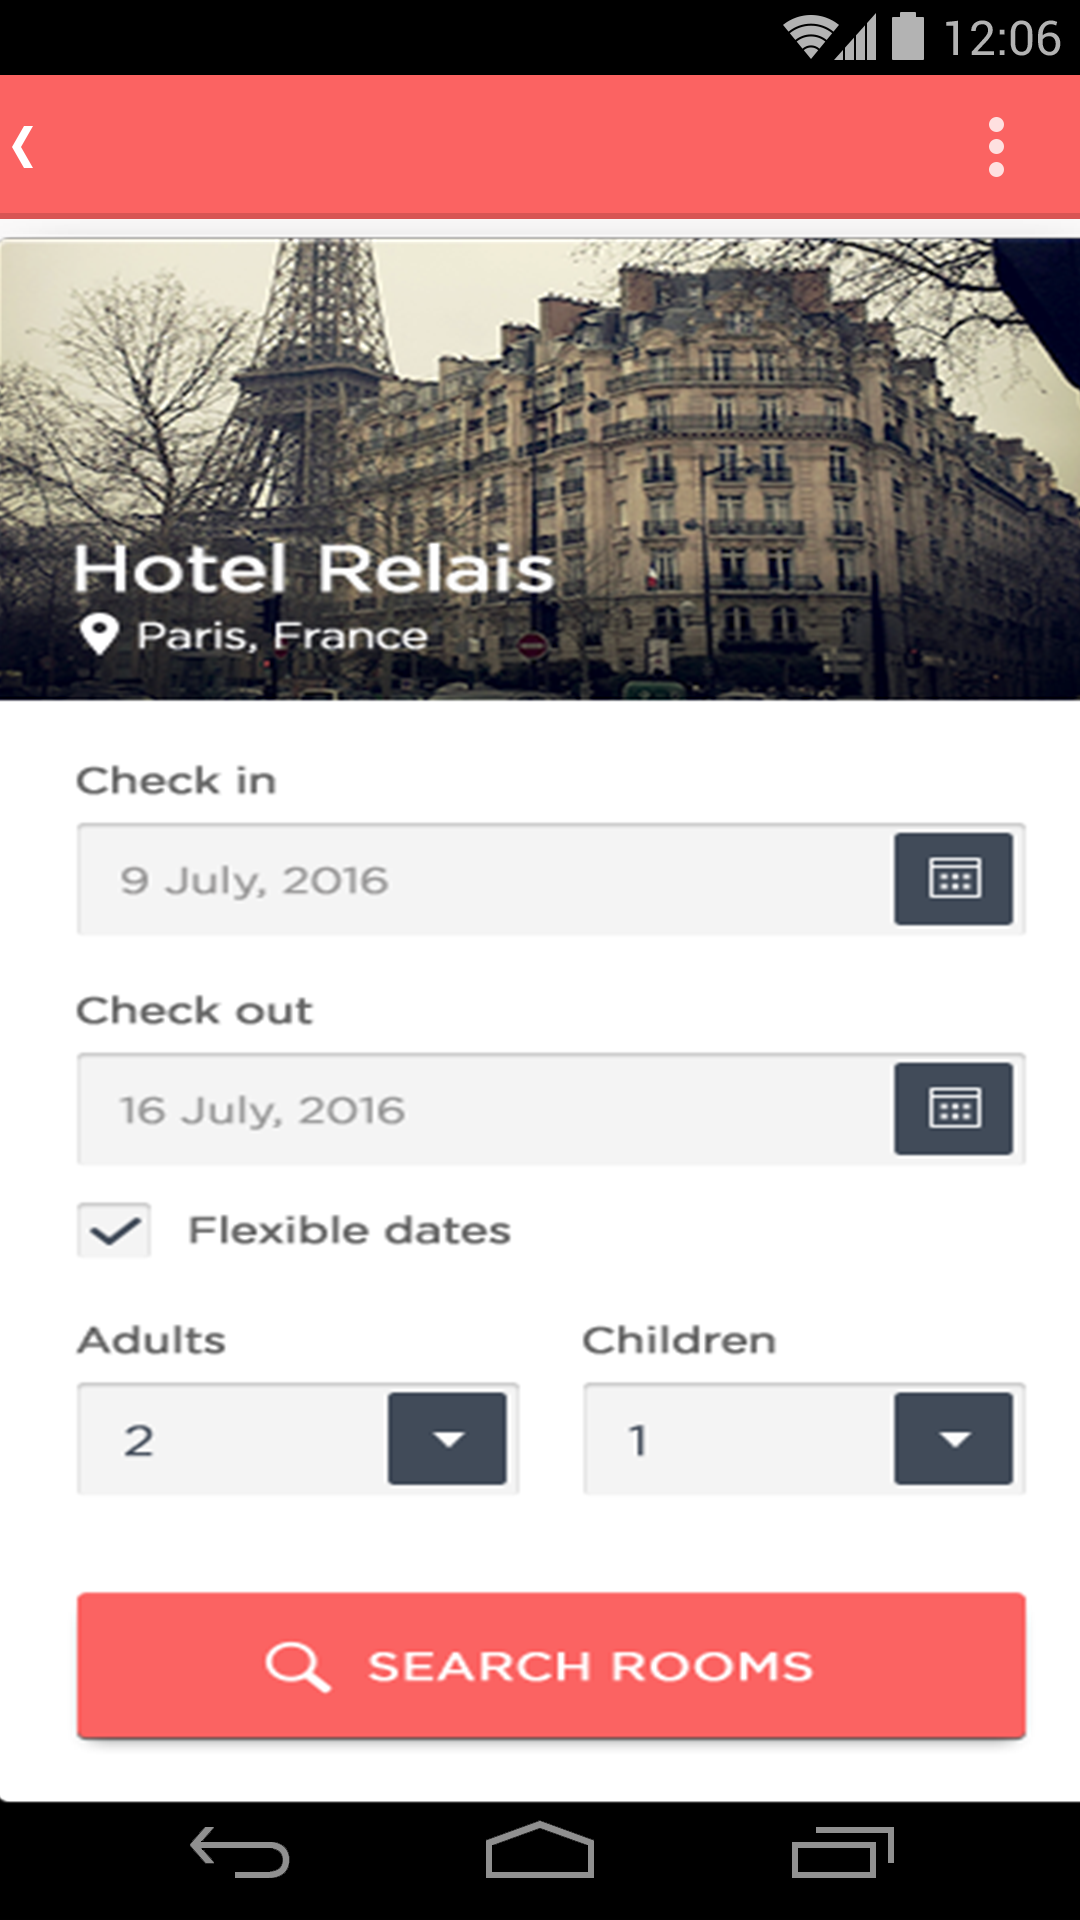 12:06
Hotel Relais
Paris, France
Check in
9 July, 2016
Check out
16 July, 2016
Flexible dates
Adults Children
2 1
SEARCH ROOMS